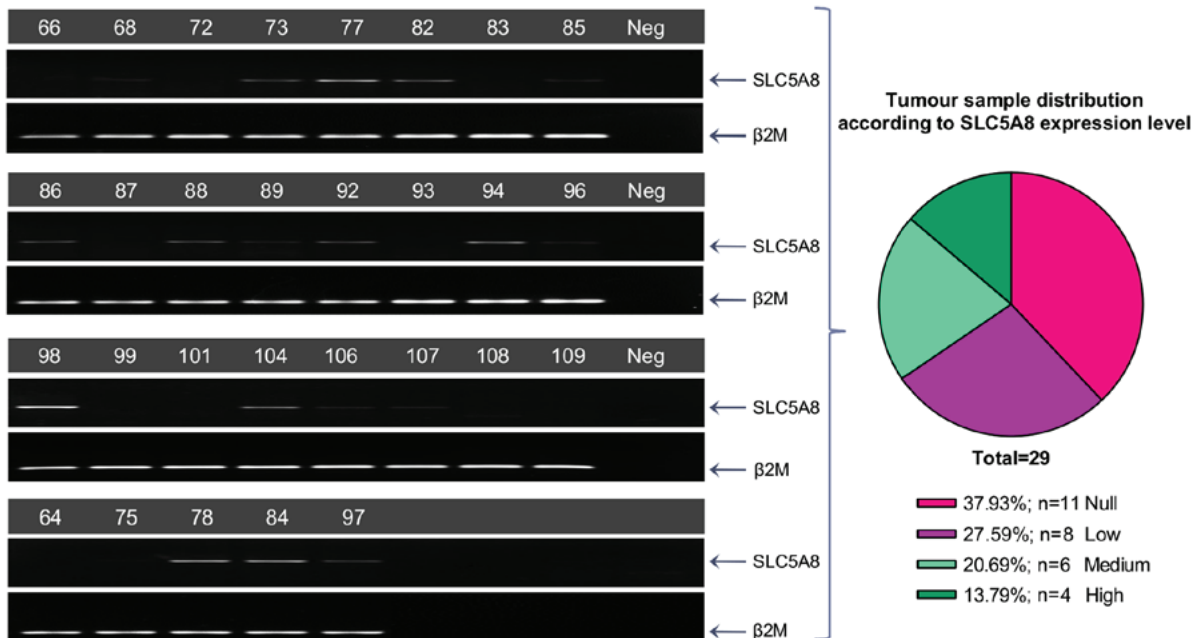 66 68 72 73 77 82 83 85 Neg
SLC5A8
β2M
86 87 88 89 92 93 94 96 Neg
SLC5A8
β2M
98 99 101 104 106 107 108 109 Neg
SLC5A8
β2M
64 75 78 84 97
SLC5A8
β2M
Tumour sample distribution
according to SLC5A8 expression level
Total=29
37.93%; n=11 Null
27.59%; n=8 Low
20.69%; n=6 Medium
13.79%; n=4 High